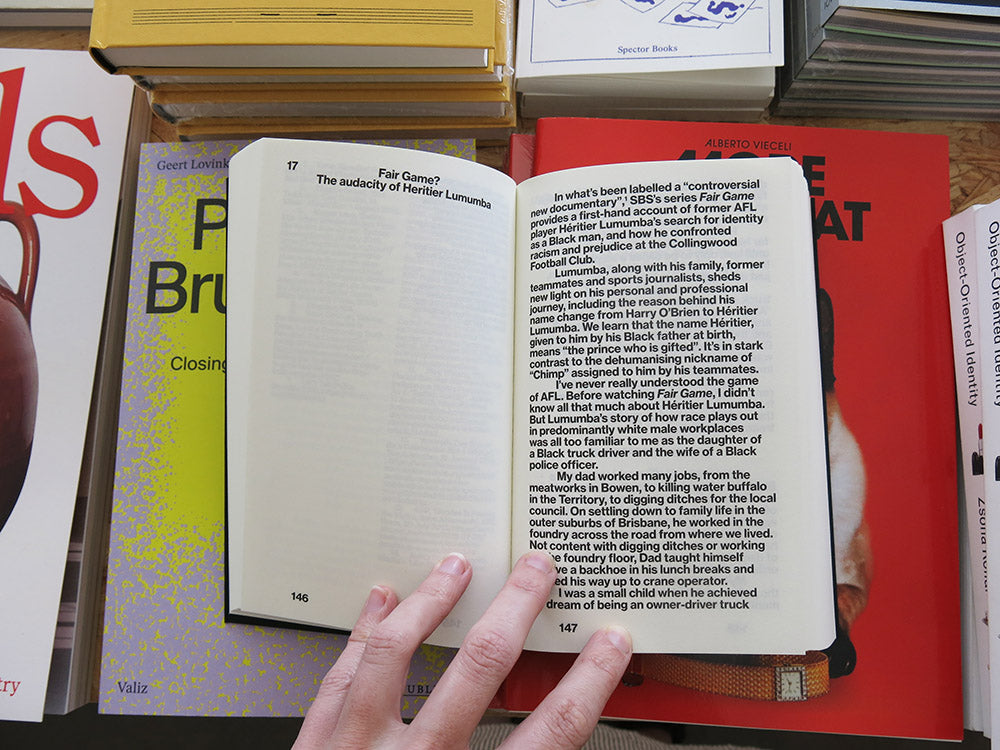 Spector Books
ls
Geert Lovink
P
Bru
Closing
Valiz
try
UBL
ALBERTO VIECELI
MORE
AT
Object-Oriented Identity
Object-Oriented Identity
17
Fair Game?
The audacity of Heritier Lumumba
146
In what's been labelled a “controversial
new documentary”,¹ SBS's series Fair Game
provides a first-hand account of former AFL
player Héritier Lumumba's search for identity
as a Black man, and how he confronted
racism and prejudice at the Collingwood
Football Club.
Lumumba, along with his family, former
teammates and sports journalists, sheds
new light on his personal and professional
journey, including the reason behind his
name change from Harry O'Brien to Héritier
Lumumba. We learn that the name Héritier,
given to him by his Black father at birth,
means “the prince who is gifted”. It's in stark
contrast to the dehumanising nickname of
“Chimp” assigned to him by his teammates.
I've never really understood the game
of AFL. Before watching Fair Game, I didn't
know all that much about Héritier Lumumba.
But Lumumba's story of how race plays out
in predominantly white male workplaces
was all too familiar to me as the daughter of
a Black truck driver and the wife of a Black
police officer.
My dad worked many jobs, from the
meatworks in Bowen, to killing water buffalo
in the Territory, to digging ditches for the local
council. On settling down to family life in the
outer suburbs of Brisbane, he worked in the
foundry across the road from where we lived.
Not content with digging ditches or working
e foundry floor, Dad taught himself
ve a backhoe in his lunch breaks and
ed his way up to crane operator.
I was a small child when he achieved
dream of being an owner-driver truck
147